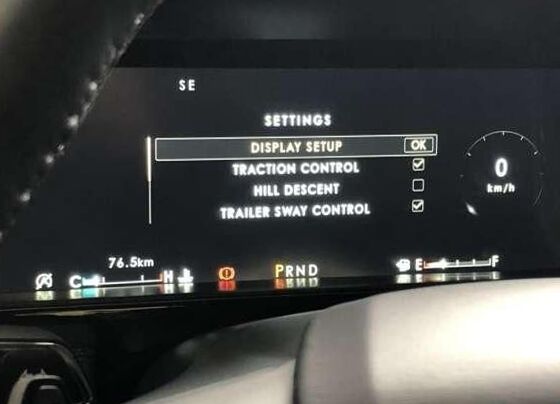 SE
SETTINGS
DISPLAY SETUP OK
TRACTION CONTROL
HILL DESCENT
TRAILER SWAY CONTROL
0
km/h
76.5km
C H
PRND
E F